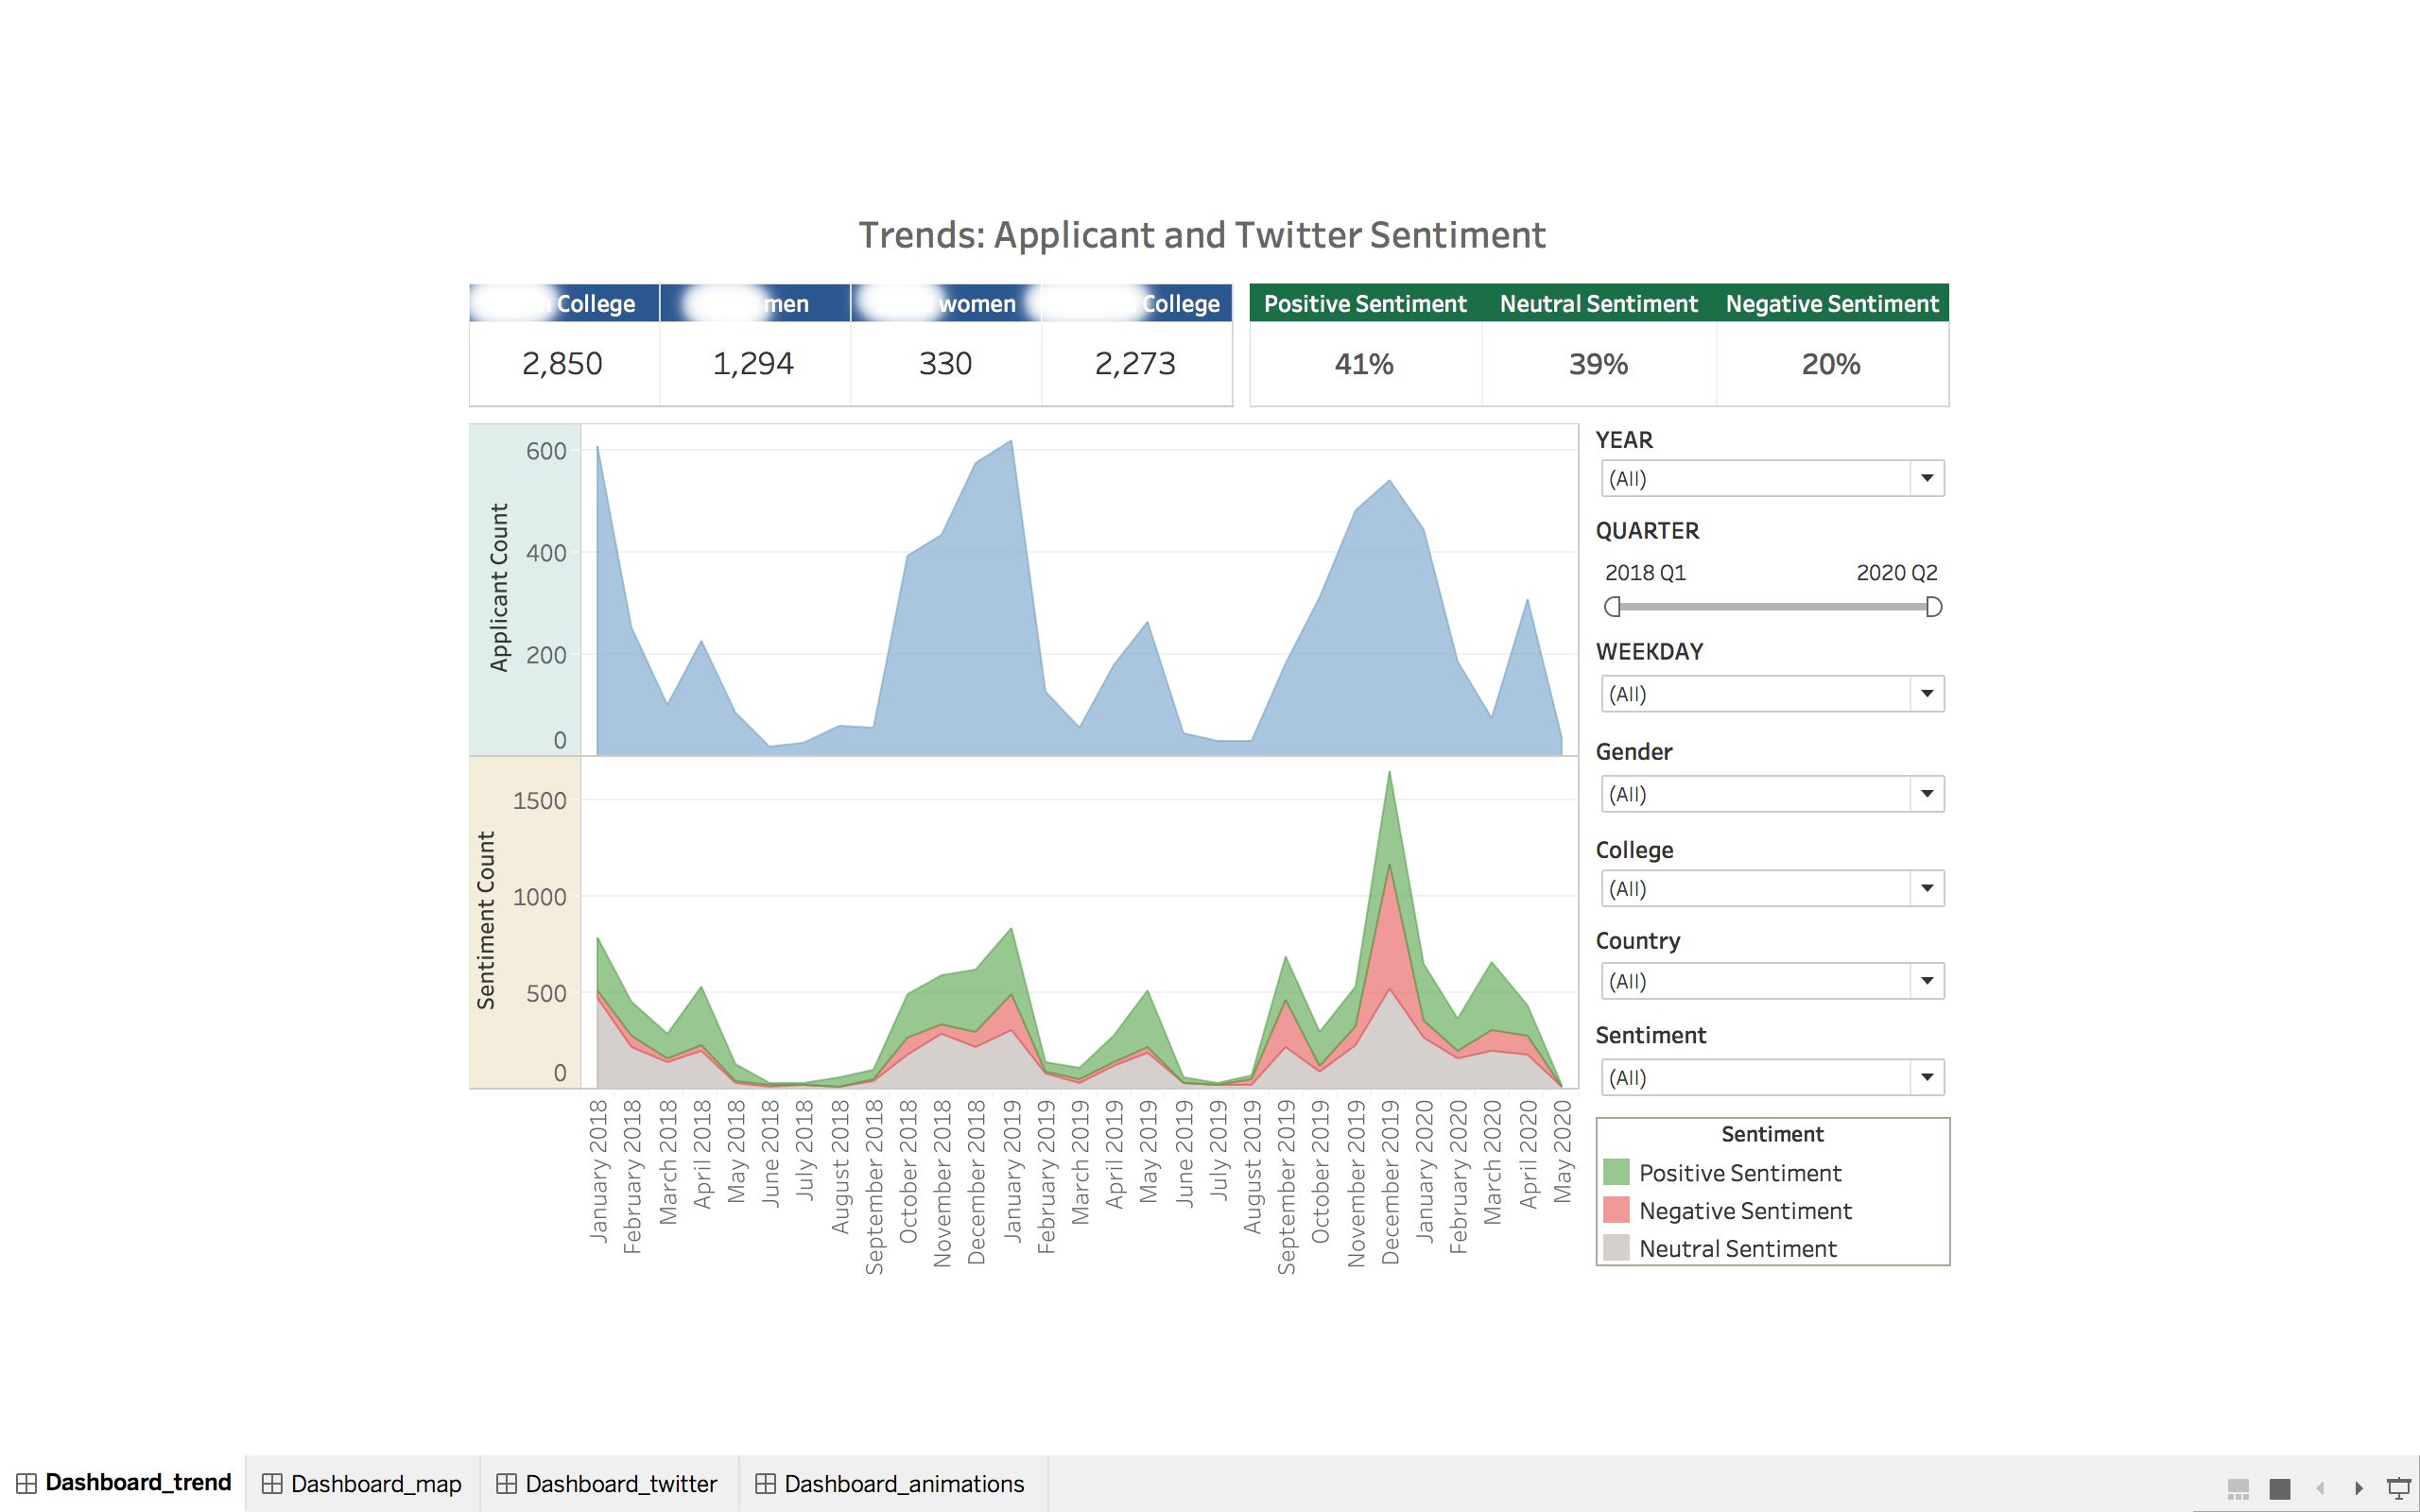 Trends: Applicant and Twitter Sentiment
College men women College
2,850 1,294 330 2,273
Positive Sentiment Neutral Sentiment Negative Sentiment
41% 39% 20%
Applicant Count
600
400
200
0
Sentiment Count
1500
1000
500
0
January 2018
February 2018
March 2018
April 2018
May 2018
June 2018
July 2018
August 2018
September 2018
October 2018
November 2018
December 2018
January 2019
February 2019
March 2019
April 2019
May 2019
June 2019
July 2019
August 2019
September 2019
October 2019
November 2019
December 2019
January 2020
February 2020
March 2020
April 2020
May 2020
YEAR
(All)
QUARTER
2018 Q1 2020 Q2
WEEKDAY
(All)
Gender
(All)
College
(All)
Country
(All)
Sentiment
(All)
Sentiment
Positive Sentiment
Negative Sentiment
Neutral Sentiment
Dashboard_trend Dashboard_map Dashboard_twitter Dashboard_animations